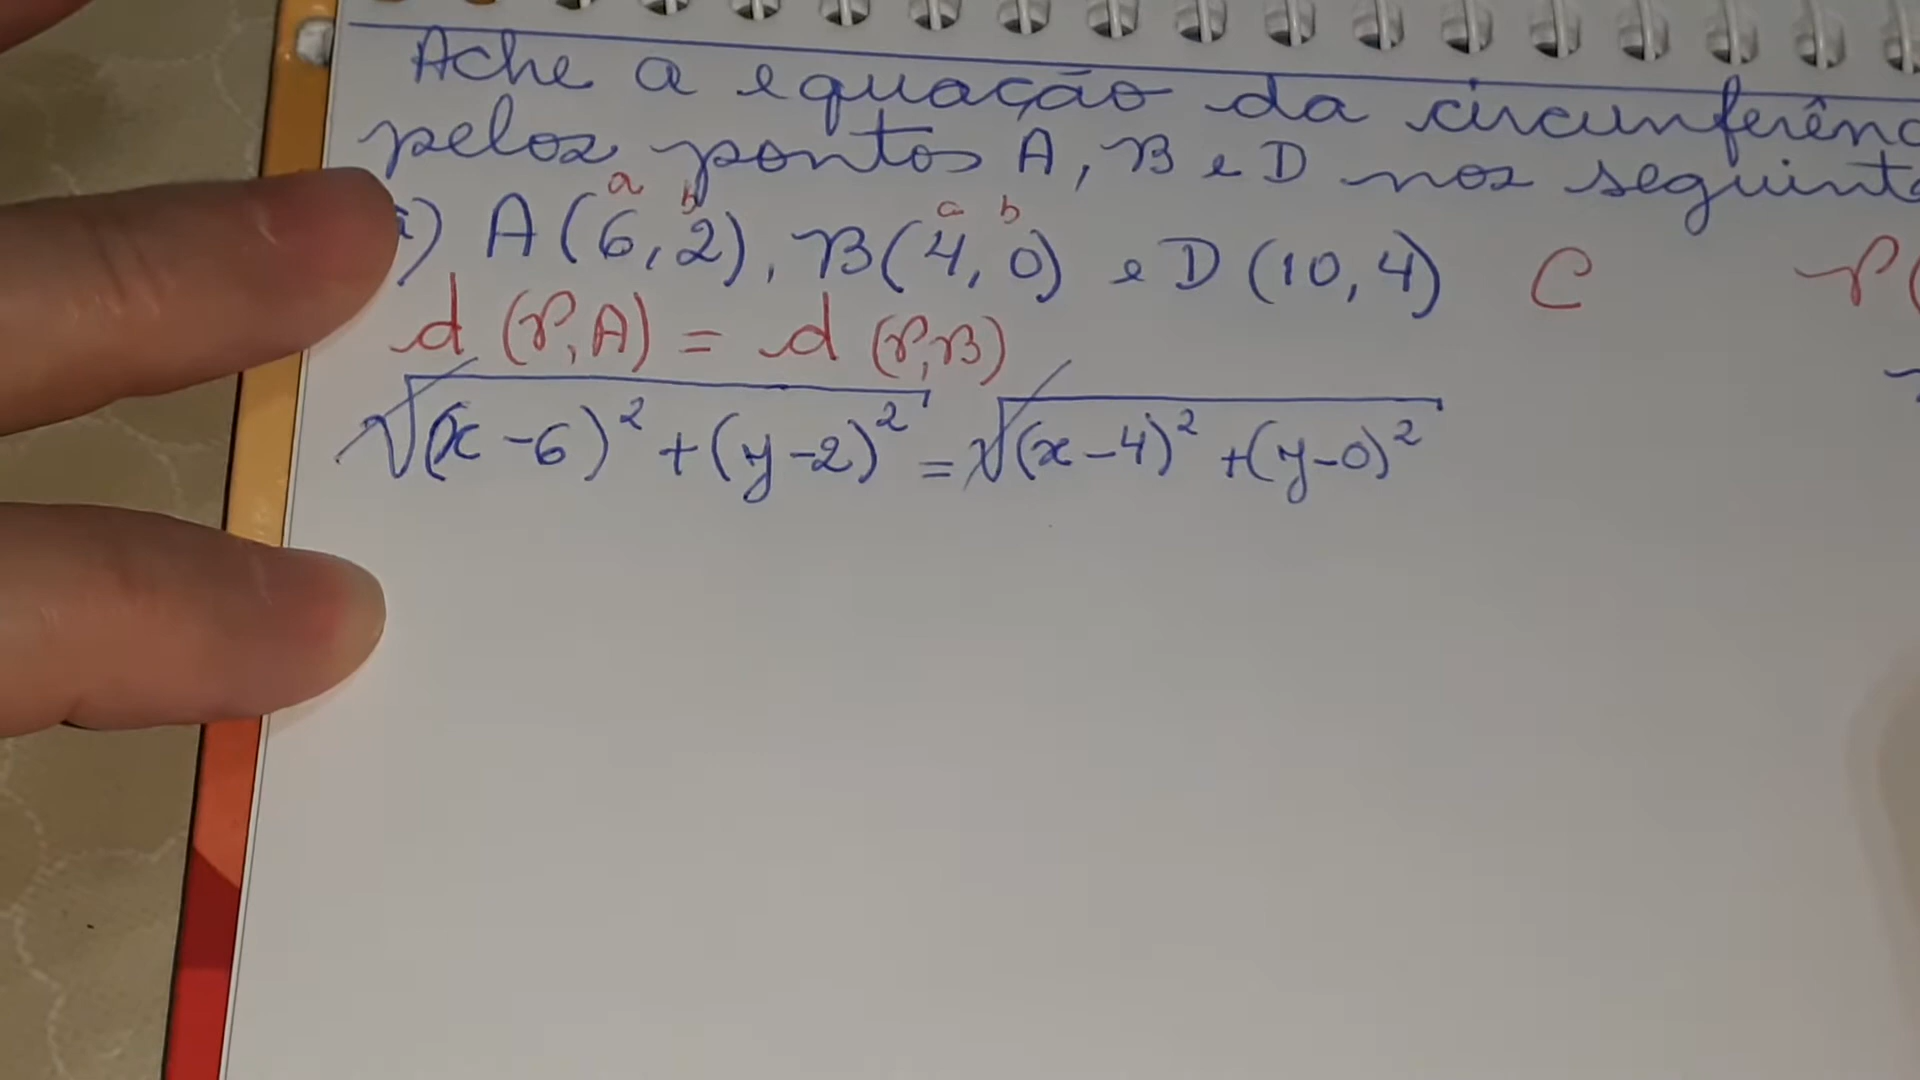 Ache a equação da circunferênc
pelos pontos A, B e D nos seguint
a b a b
a) A(6,2), B(4,0) e D(10,4) C P(
d (P,A) = d (P,B)
√(x-6)² + (y-2)² = √(x-4)² + (y-0)²